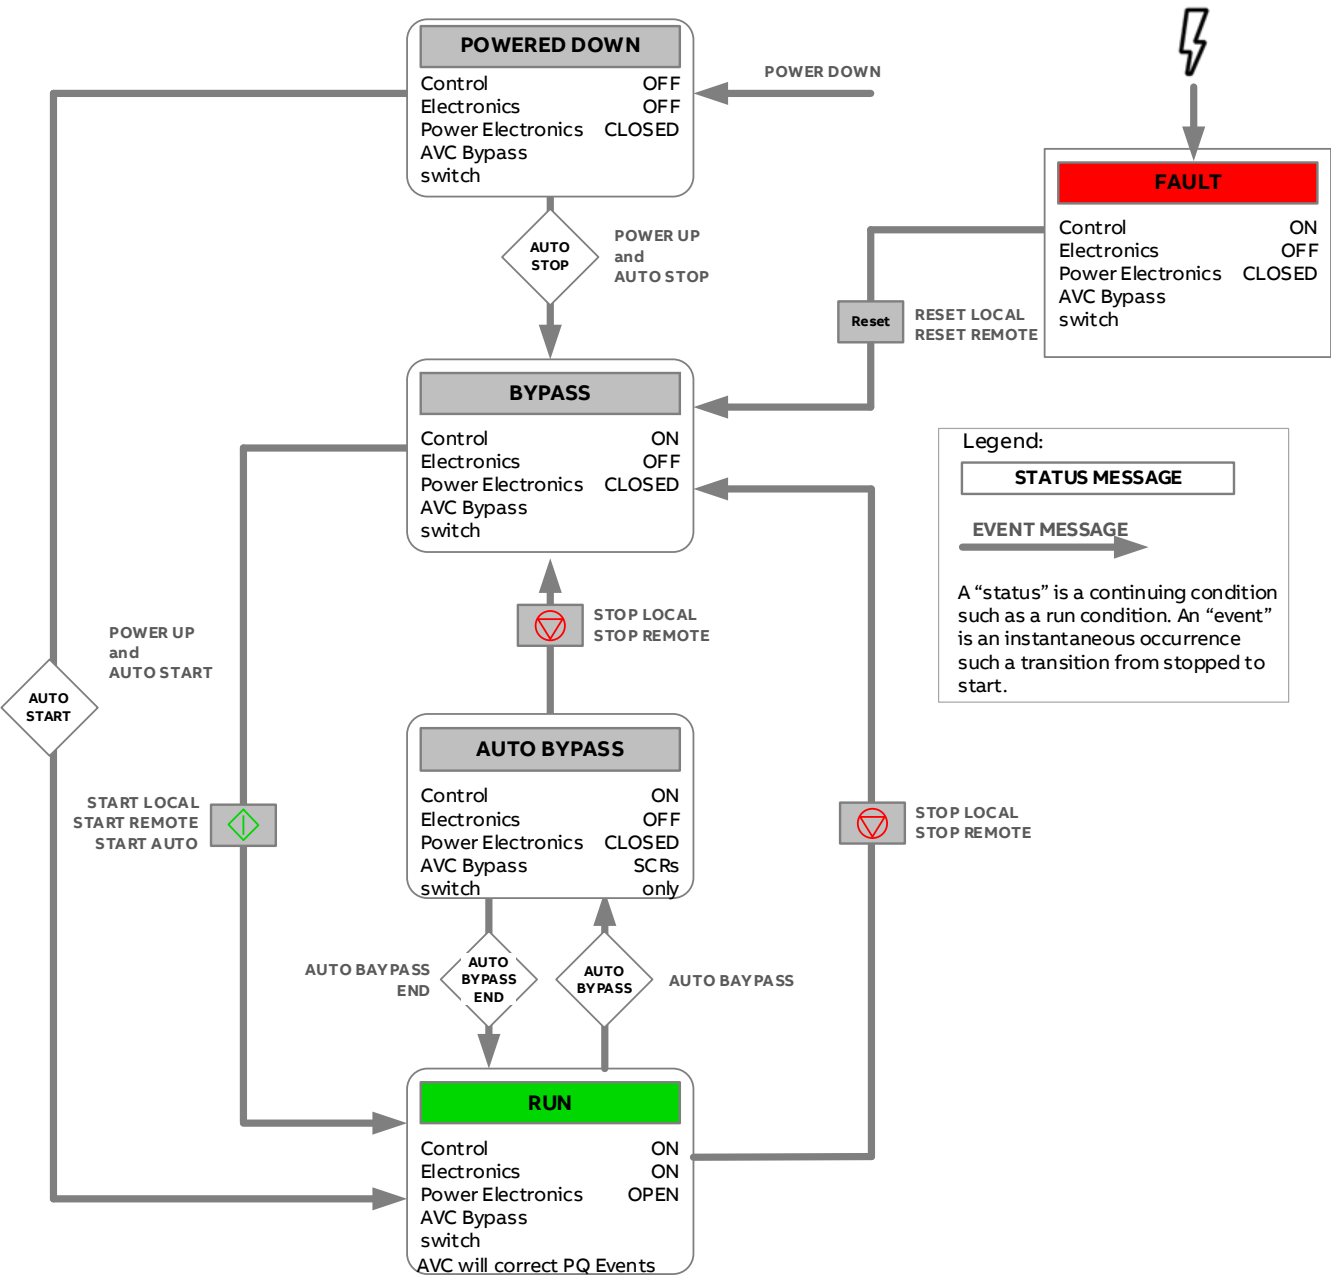 POWERED DOWN
Control OFF
Electronics OFF
Power Electronics CLOSED
AVC Bypass
switch
POWER DOWN
FAULT
Control ON
Electronics OFF
Power Electronics CLOSED
AVC Bypass
switch
AUTO
STOP
POWER UP
and
AUTO STOP
Reset
RESET LOCAL
RESET REMOTE
BYPASS
Control ON
Electronics OFF
Power Electronics CLOSED
AVC Bypass
switch
Legend:
STATUS MESSAGE
EVENT MESSAGE
A “status” is a continuing condition
such as a run condition. An “event”
is an instantaneous occurrence
such a transition from stopped to
start.
STOP LOCAL
STOP REMOTE
POWER UP
and
AUTO START
AUTO
START
AUTO BYPASS
Control ON
Electronics OFF
Power Electronics CLOSED
AVC Bypass SCRs
switch only
START LOCAL
START REMOTE
START AUTO
STOP LOCAL
STOP REMOTE
AUTO BAYPASS
END
AUTO
BYPASS
END
AUTO
BYPASS
AUTO BAYPASS
RUN
Control ON
Electronics ON
Power Electronics OPEN
AVC Bypass
switch
AVC will correct PQ Events